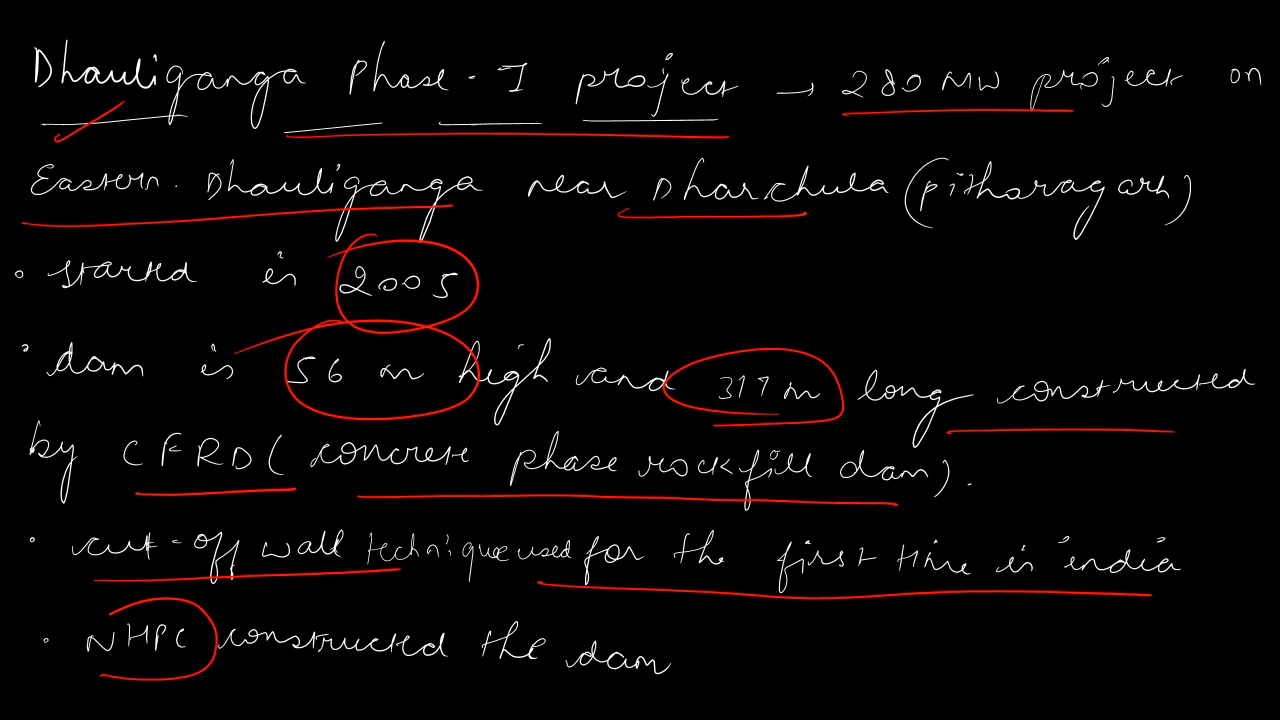 Dhauliganga Phase-I project → 280 MW project on
Eastern Dhauliganga near Dharchula (Pithoragarh)
• started in 2005
• dam is 56 m high and 317 m long constructed
by CFRD (concrete phase rockfill dam).
• cut-off wall technique used for the first time in india
• NHPC constructed the dam